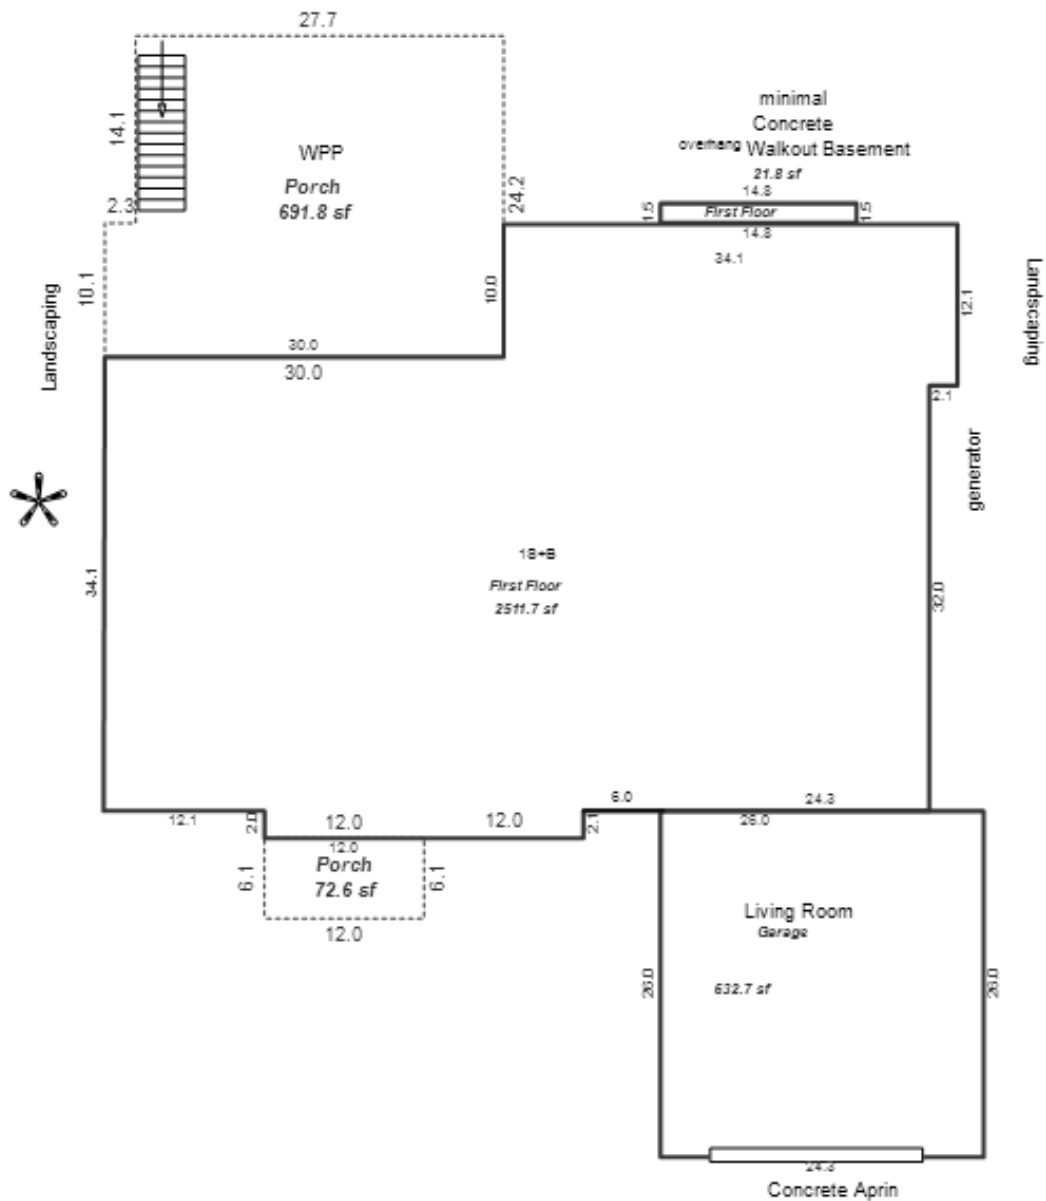 27.7
minimal
Concrete
overhang Walkout Basement
21.8 sf
14.8
14.1
WPP
Porch
691.8 sf
2.3
24.2
1.5
First Floor
1.5
14.8
34.1
10.1
10.0
12.1
Landscaping
Landscaping
30.0
30.0
2.1
generator
1S+B
First Floor
2511.7 sf
34.1
32.0
6.0
24.3
12.1
2.0
12.0
12.0
2.1
26.0
12.0
Porch
72.6 sf
6.1
6.1
12.0
Living Room
Garage
632.7 sf
26.0
26.0
24.3
Concrete Aprin